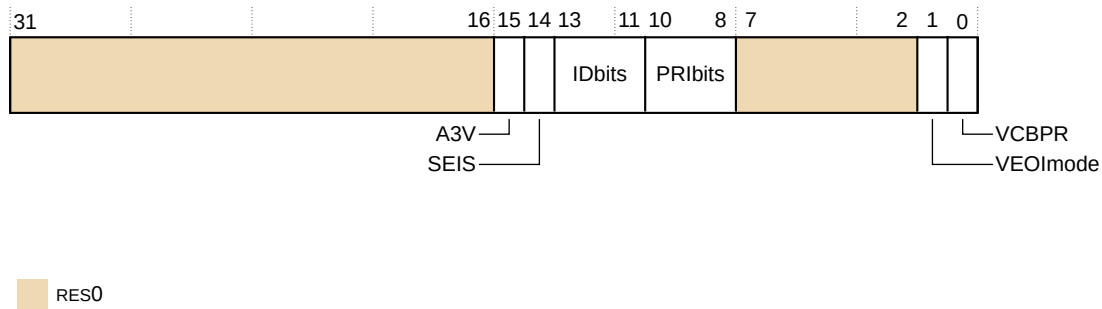 31 16 15 14 13 11 10 8 7 2 1 0
IDbits PRIbits
A3V VCBPR
SEIS VEOImode
RES0